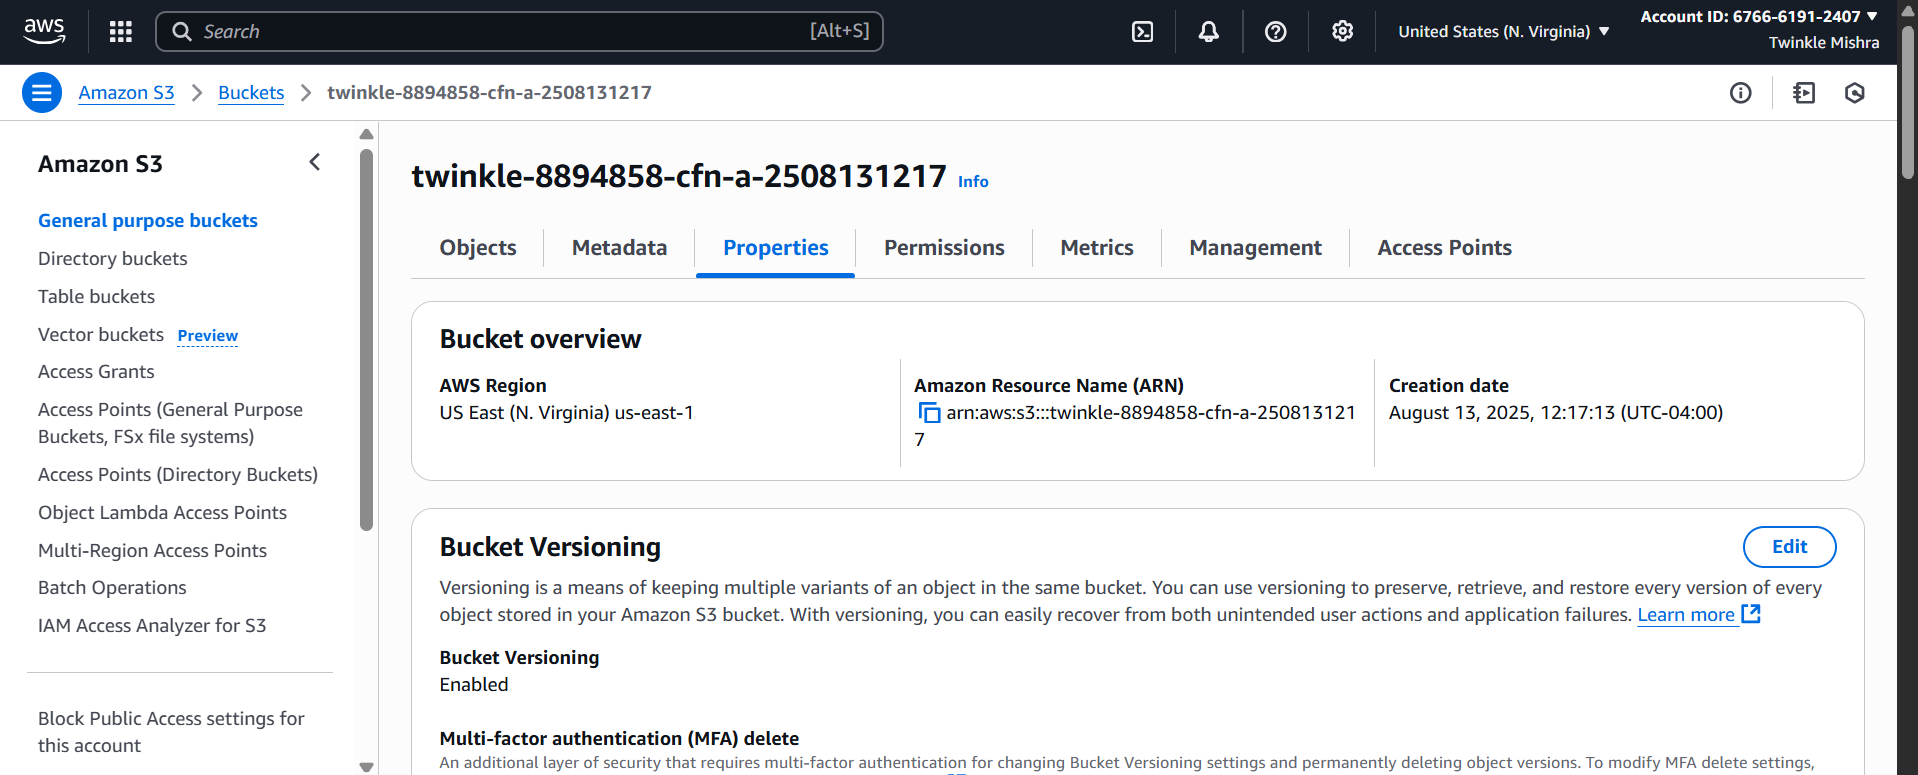 aws
Search
[Alt+S]
United States (N. Virginia)
Account ID: 6766-6191-2407
Twinkle Mishra
Amazon S3
Buckets
twinkle-8894858-cfn-a-2508131217
Amazon S3
General purpose buckets
Directory buckets
Table buckets
Vector buckets Preview
Access Grants
Access Points (General Purpose
Buckets, FSx file systems)
Access Points (Directory Buckets)
Object Lambda Access Points
Multi-Region Access Points
Batch Operations
IAM Access Analyzer for S3
Block Public Access settings for
this account
twinkle-8894858-cfn-a-2508131217 Info
Objects
Metadata
Properties
Permissions
Metrics
Management
Access Points
Bucket overview
AWS Region
US East (N. Virginia) us-east-1
Amazon Resource Name (ARN)
arn:aws:s3:::twinkle-8894858-cfn-a-250813121
7
Creation date
August 13, 2025, 12:17:13 (UTC-04:00)
Bucket Versioning
Edit
Versioning is a means of keeping multiple variants of an object in the same bucket. You can use versioning to preserve, retrieve, and restore every version of every
object stored in your Amazon S3 bucket. With versioning, you can easily recover from both unintended user actions and application failures. Learn more
Bucket Versioning
Enabled
Multi-factor authentication (MFA) delete
An additional layer of security that requires multi-factor authentication for changing Bucket Versioning settings and permanently deleting object versions. To modify MFA delete settings,